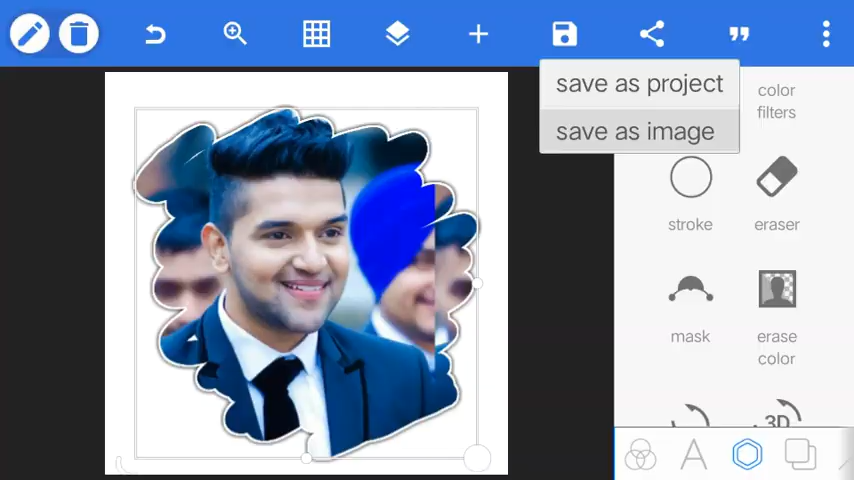 save as project
save as image
color
filters
stroke
eraser
mask
erase
color
3D
A